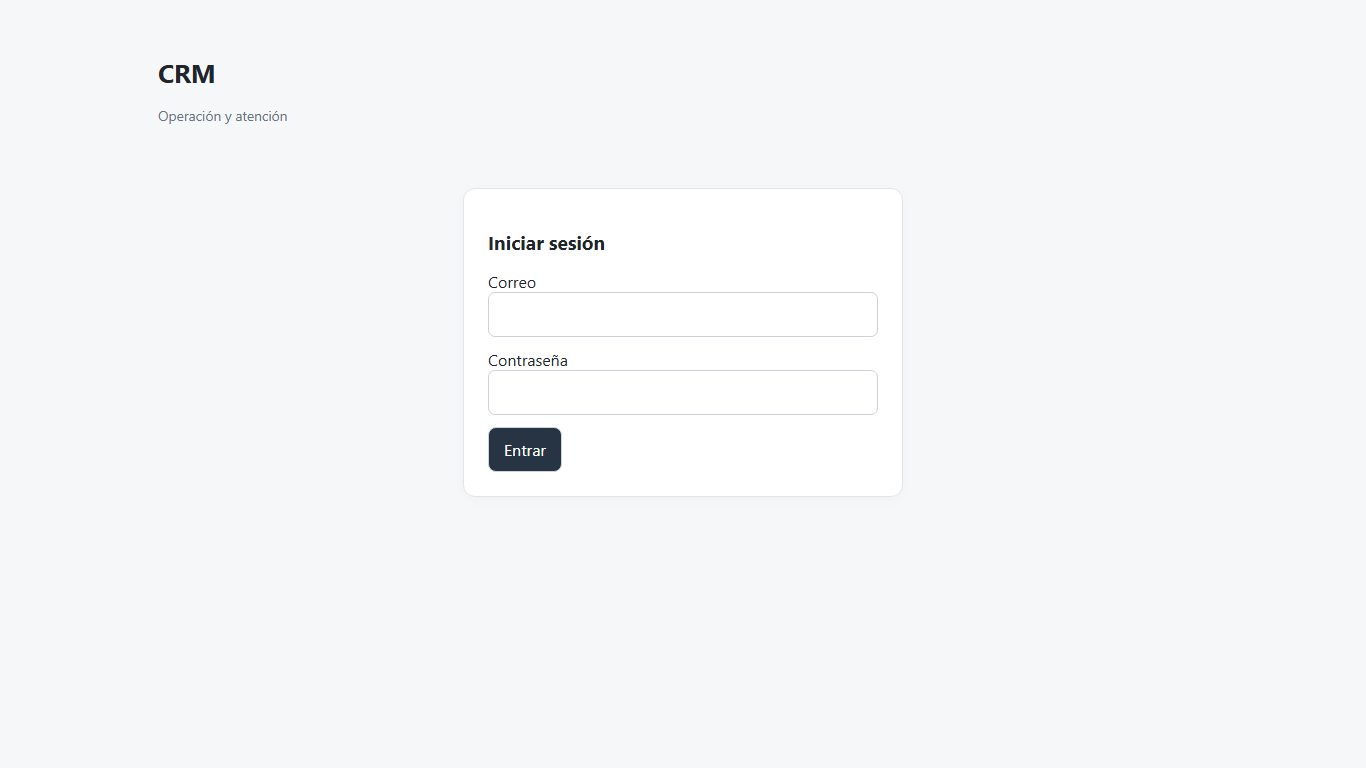 CRM
Operación y atención
Iniciar sesión
Correo
Contraseña
Entrar